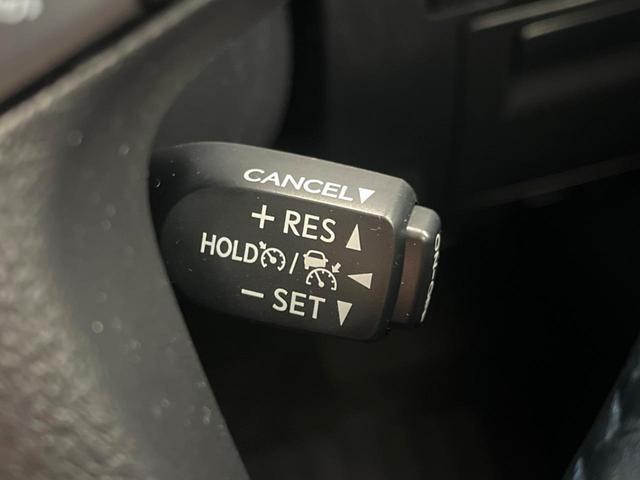 CANCEL
+ RES
HOLD /
− SET